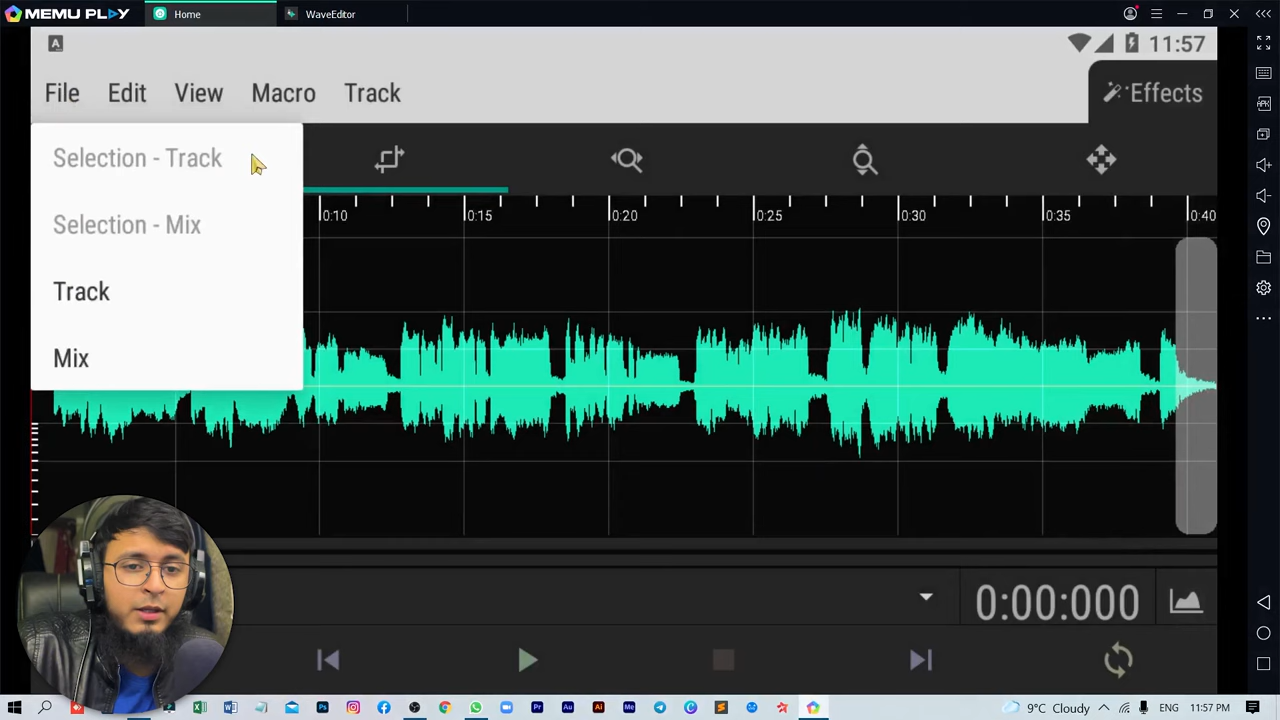 MEMU PLAY
Home
WaveEditor
11:57
File Edit View Macro Track
Effects
Selection - Track
Selection - Mix
Track
Mix
0:10 0:15 0:20 0:25 0:30 0:35 0:40
0:00:000
9°C Cloudy
ENG
11:57 PM